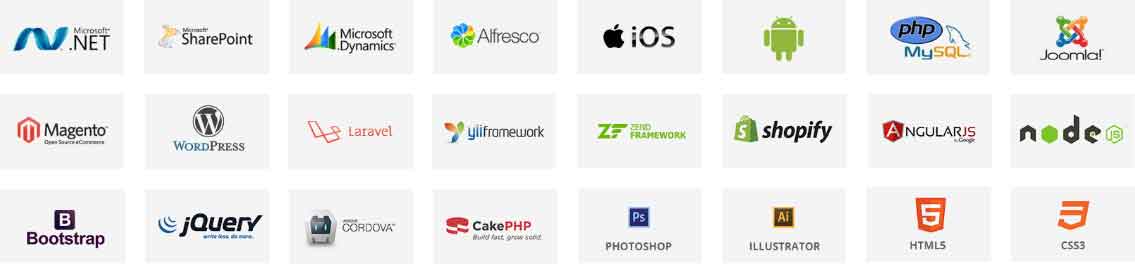 Microsoft
.NET
Microsoft
SharePoint
Microsoft
Dynamics
Alfresco
iOS
php
MySQL
Joomla!
Magento
Open Source eCommerce
W
WORDPRESS
Laravel
yiiframework
ZF ZEND
FRAMEWORK
S shopify
ANGULARJS
by Google
node JS
B
Bootstrap
jQuery
write less, do more.
APACHE
CORDOVA
CakePHP
Build fast, grow solid.
Ps
PHOTOSHOP
Ai
ILLUSTRATOR
5
HTML5
3
CSS3